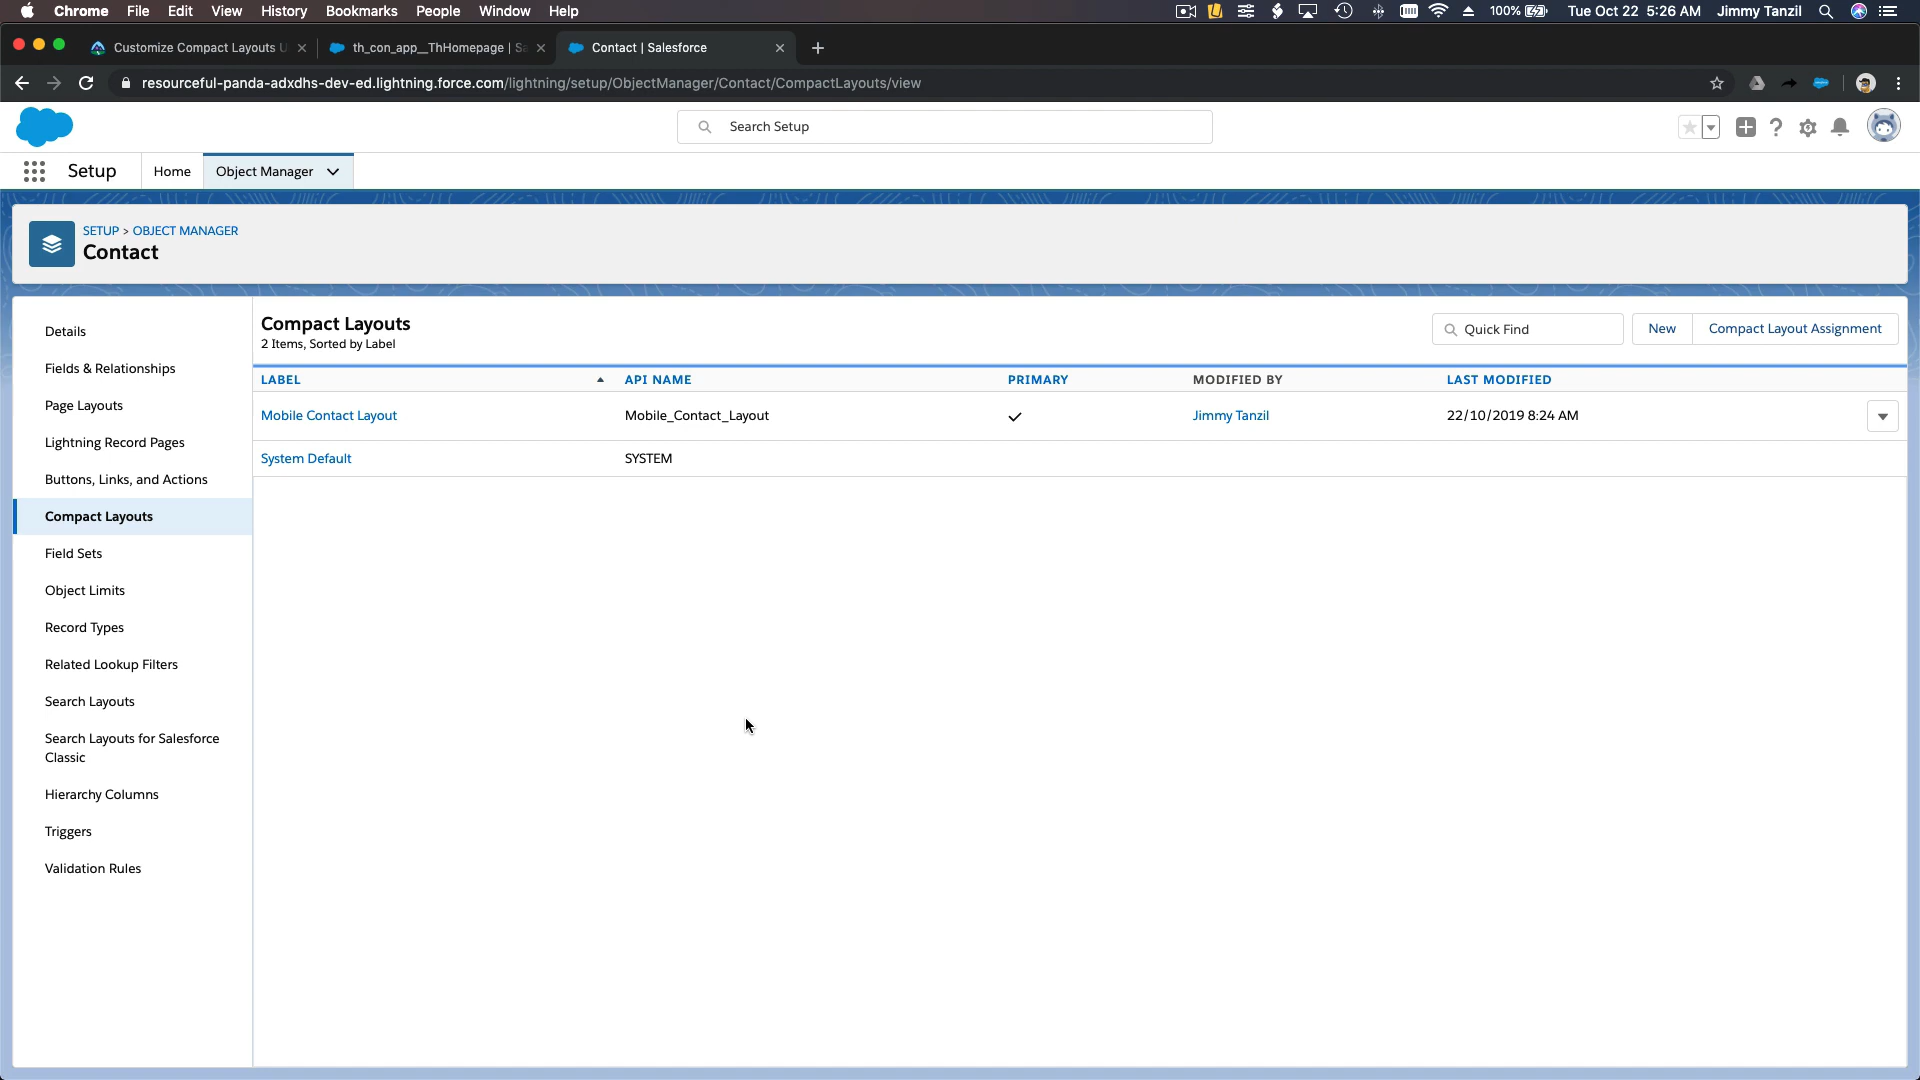 Chrome File Edit View History Bookmarks People Window Help 100% Tue Oct 22 5:26 AM Jimmy Tanzil
Customize Compact Layouts U
th_con_app__ThHomepage | Sa
Contact | Salesforce
resourceful-panda-adxdhs-dev-ed.lightning.force.com/lightning/setup/ObjectManager/Contact/CompactLayouts/view
Search Setup
Setup Home Object Manager
SETUP > OBJECT MANAGER
Contact
Details
Fields & Relationships
Page Layouts
Lightning Record Pages
Buttons, Links, and Actions
Compact Layouts
Field Sets
Object Limits
Record Types
Related Lookup Filters
Search Layouts
Search Layouts for Salesforce
Classic
Hierarchy Columns
Triggers
Validation Rules
Compact Layouts
2 Items, Sorted by Label
Quick Find
New
Compact Layout Assignment
LABEL API NAME PRIMARY MODIFIED BY LAST MODIFIED
Mobile Contact Layout Mobile_Contact_Layout Jimmy Tanzil 22/10/2019 8:24 AM
System Default SYSTEM